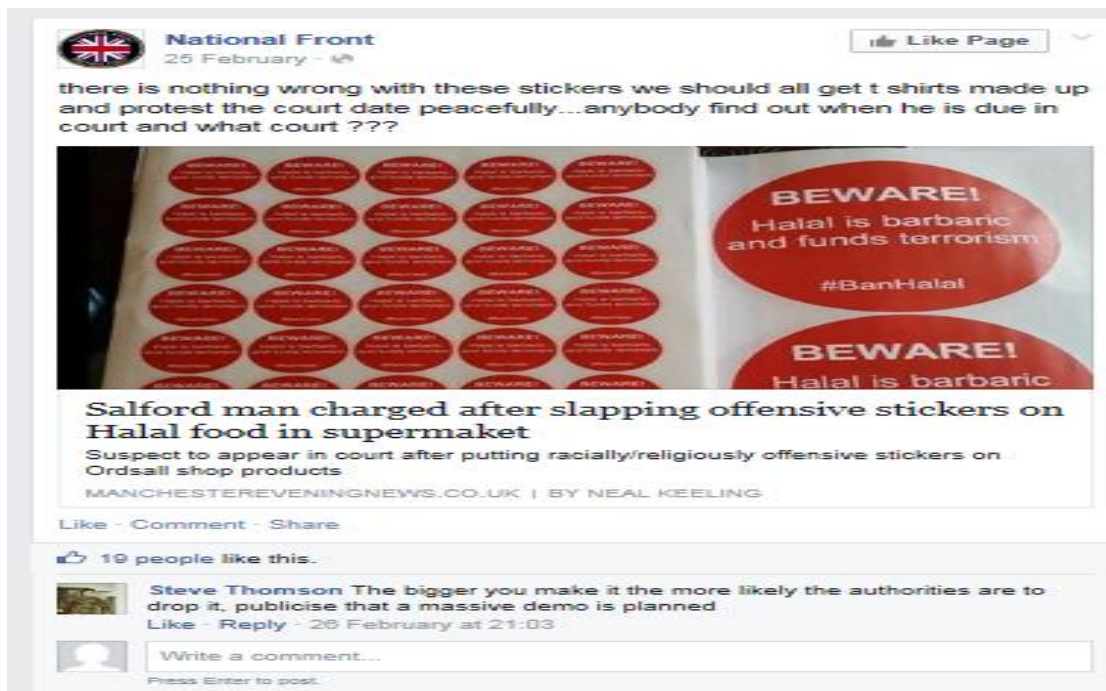 National Front
25 February
Like Page
there is nothing wrong with these stickers we should all get t shirts made up
and protest the court date peacefully...anybody find out when he is due in
court and what court ???
BEWARE!
Halal is barbaric
and funds terrorism
#BanHalal
BEWARE!
Halal is barbaric
Salford man charged after slapping offensive stickers on
Halal food in supermaket
Suspect to appear in court after putting racially/religiously offensive stickers on
Ordsall shop products
MANCHESTEREVENINGNEWS.CO.UK | BY NEAL KEELING
Like · Comment · Share
19 people like this.
Steve Thomson The bigger you make it the more likely the authorities are to
drop it, publicise that a massive demo is planned
Like · Reply · 26 February at 21:03
Write a comment...
Press Enter to post.